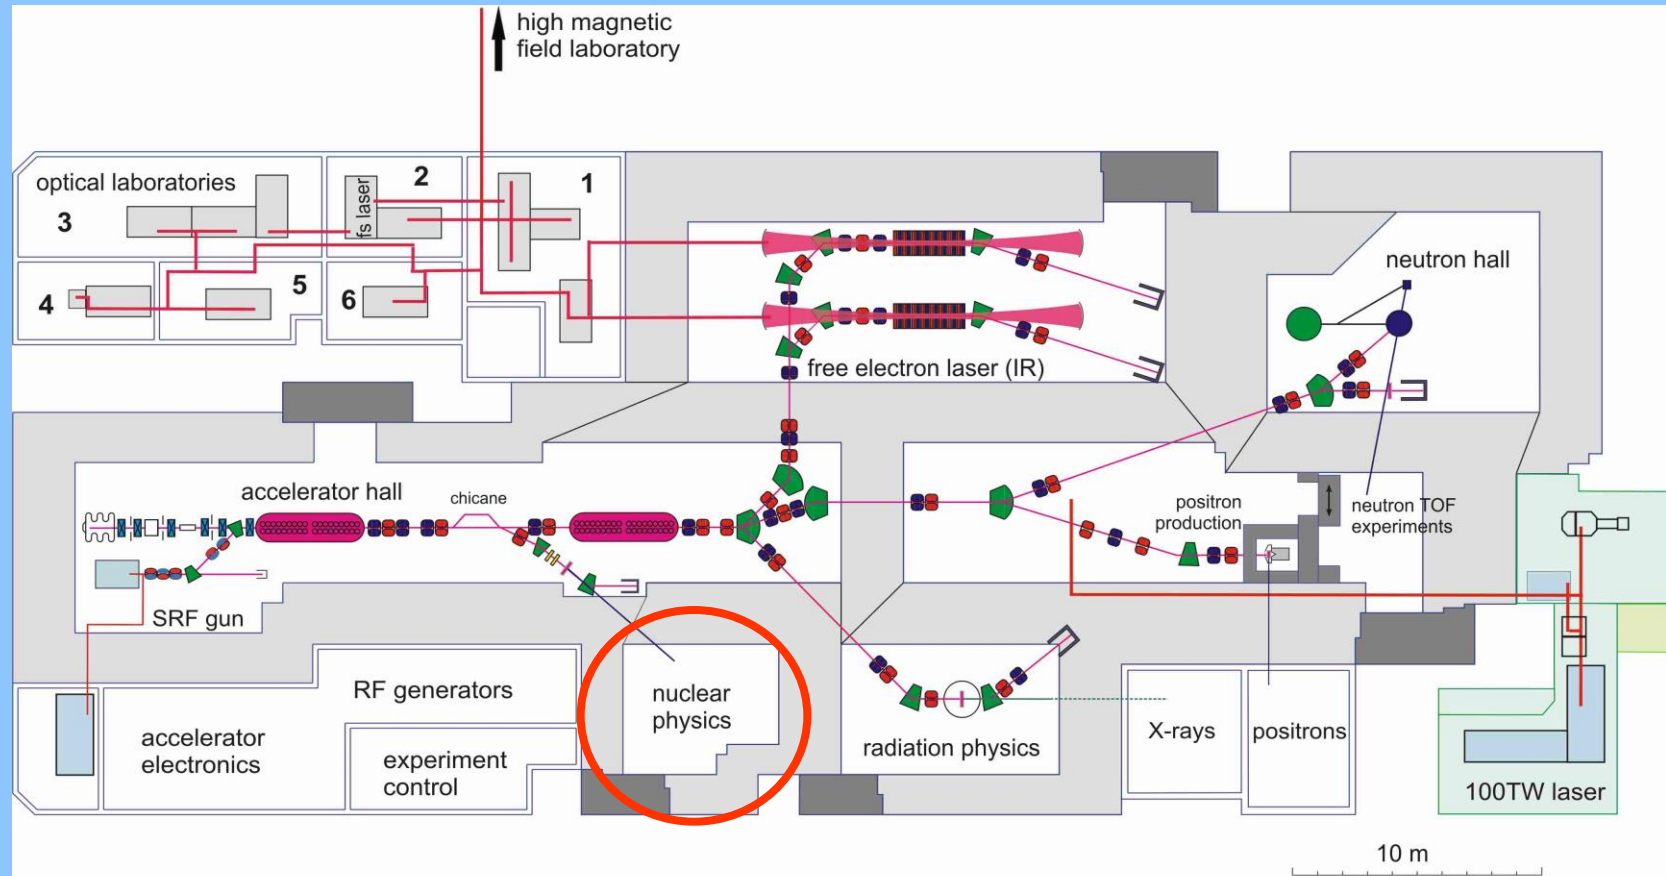 high magnetic
field laboratory
optical laboratories
3
fs laser
2
1
4
5
6
free electron laser (IR)
neutron hall
accelerator hall
chicane
positron
production
neutron TOF
experiments
SRF gun
RF generators
accelerator
electronics
experiment
control
nuclear
physics
radiation physics
X-rays
positrons
100TW laser
10 m